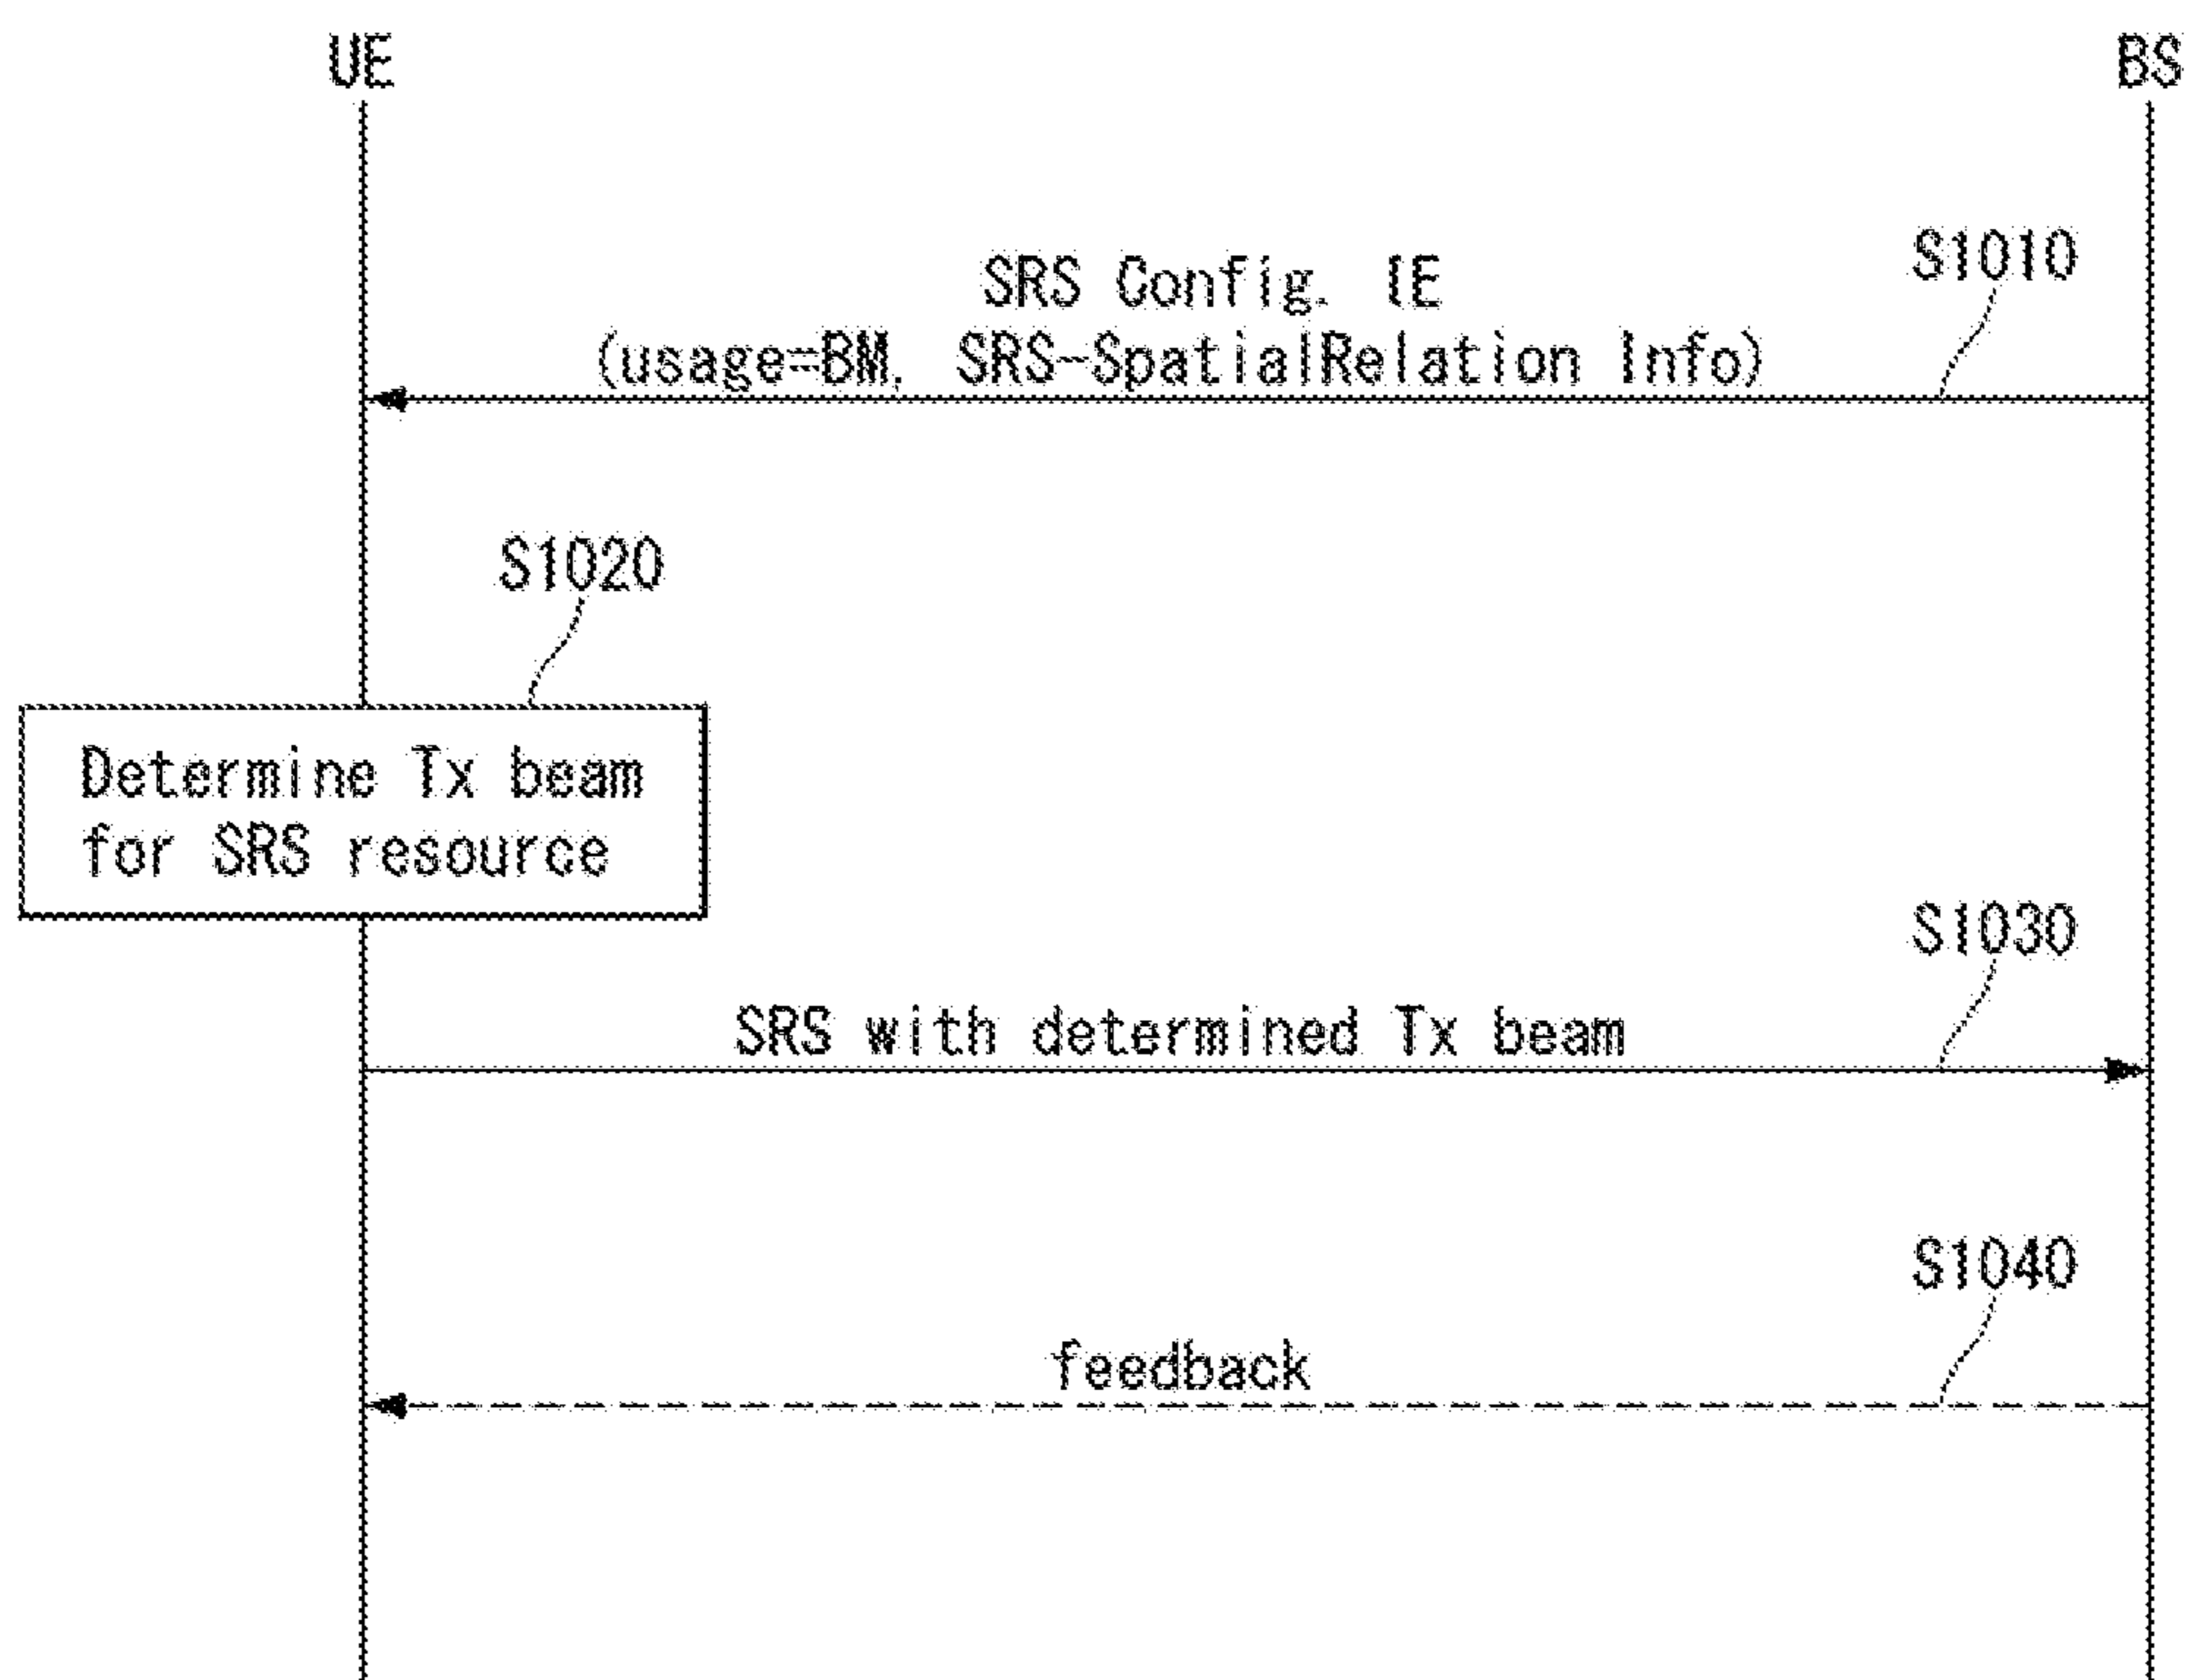 UE
BS
S1010
SRS Config. IE
(usage=BM, SRS-SpatialRelation Info)
S1020
Determine Tx beam
for SRS resource
S1030
SRS with determined Tx beam
S1040
feedback